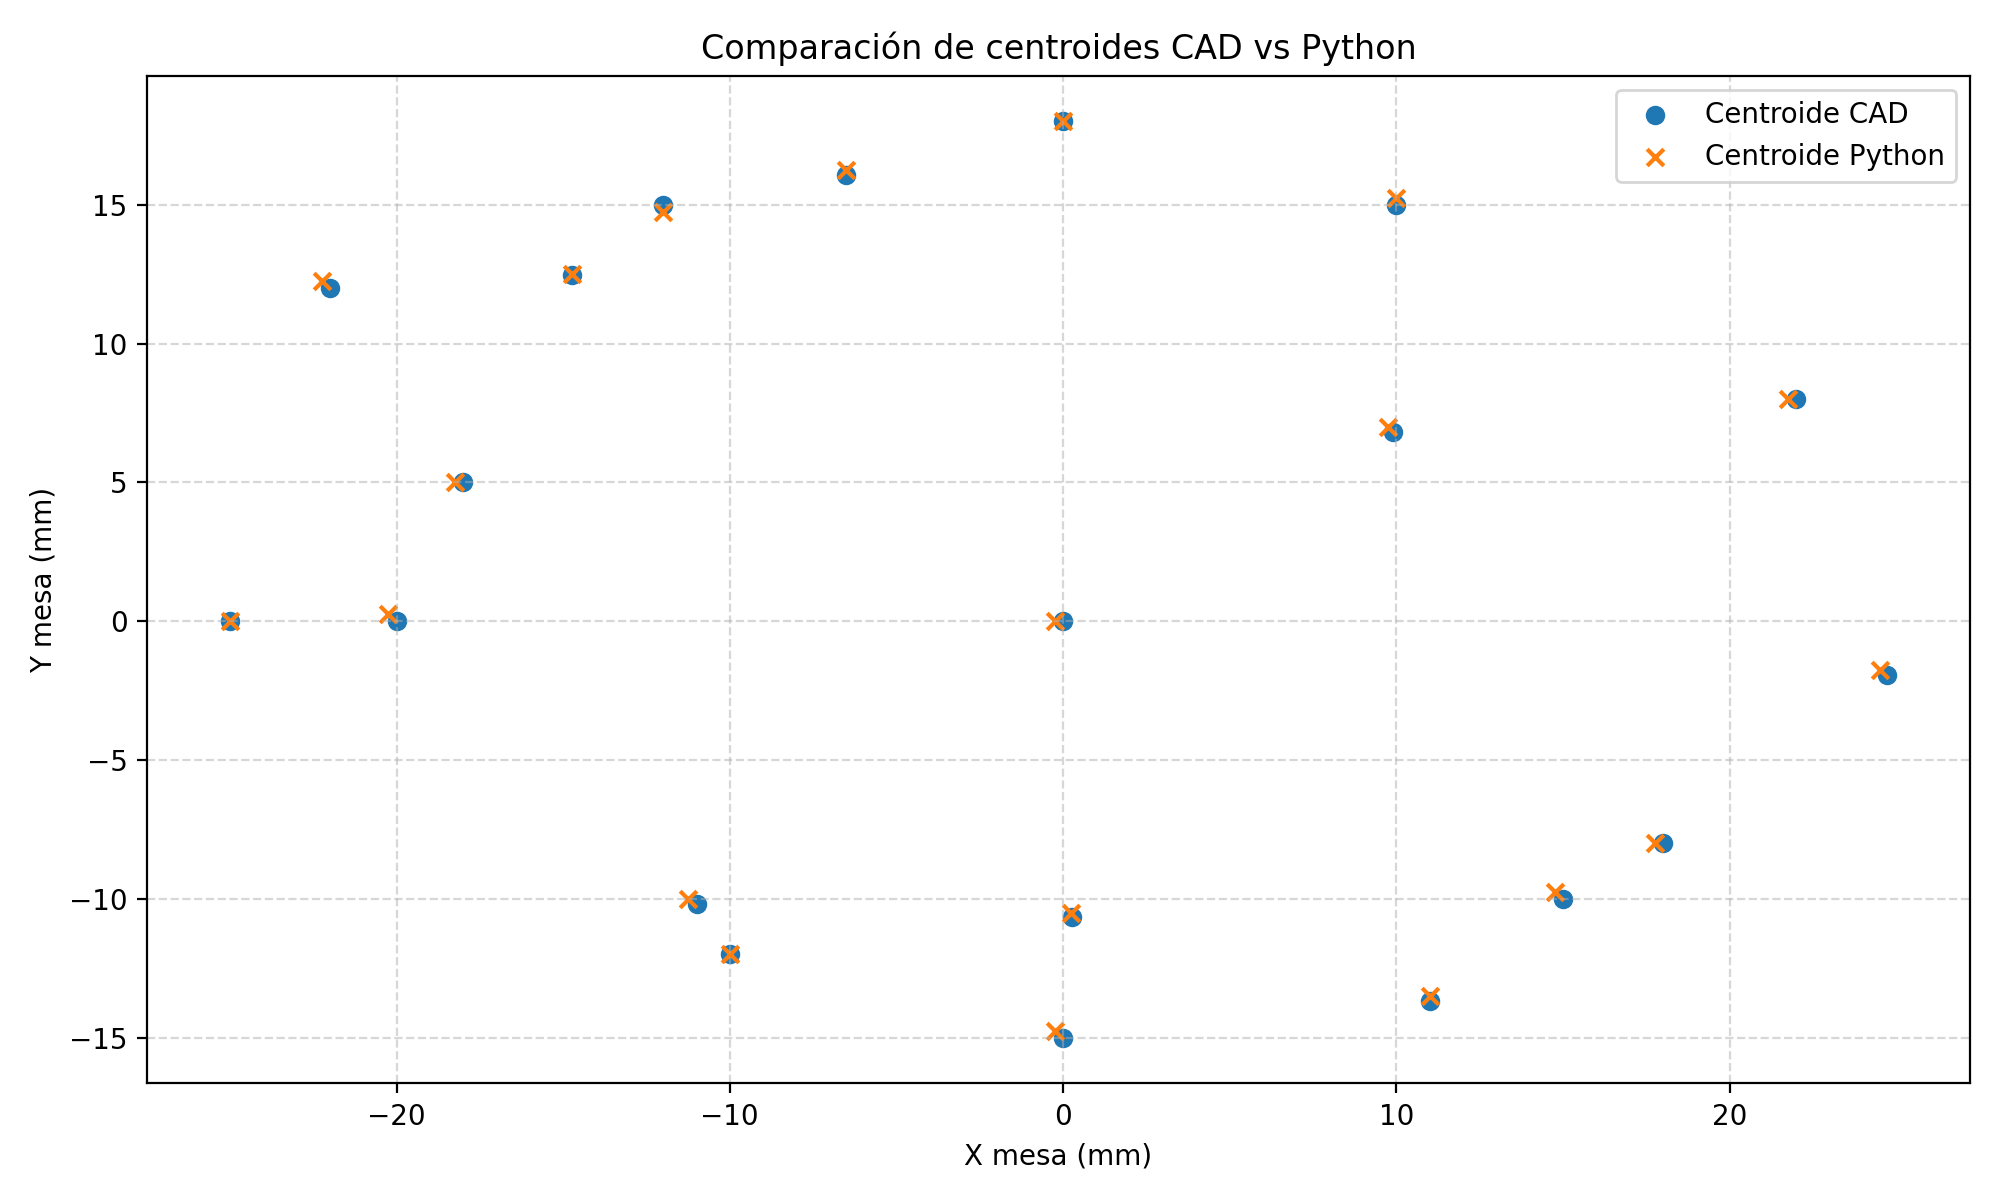 Comparación de centroides CAD vs Python
Centroide CAD
Centroide Python
15
10
5
0
−5
−10
−15
Y mesa (mm)
−20
−10
0
10
20
X mesa (mm)